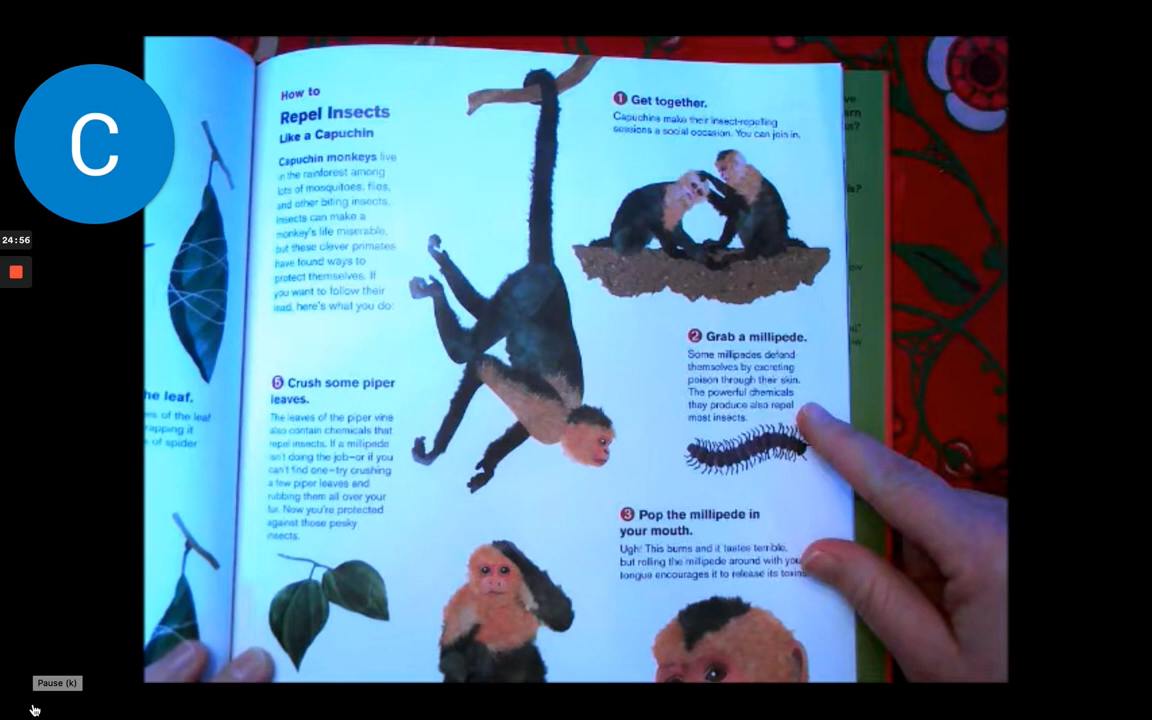 C
24:56
Pause (k)
he leaf.
es of the leaf
rapping it
s of spider
How to
Repel Insects
Like a Capuchin
Capuchin monkeys live
in the rainforest among
lots of mosquitoes, flies,
and other biting insects.
Insects can make a
monkey's life miserable,
but these clever primates
have found ways to
protect themselves. If
you want to follow their
lead, here's what you do:
5 Crush some piper
leaves.
The leaves of the piper vine
also contain chemicals that
repel insects. If a millipede
isn't doing the job—or if you
can't find one—try crushing
a few piper leaves and
rubbing them all over your
fur. Now you're protected
against those pesky
insects.
1 Get together.
Capuchins make their insect-repelling
sessions a social occasion. You can join in.
2 Grab a millipede.
Some millipedes defend
themselves by excreting
poison through their skin.
The powerful chemicals
they produce also repel
most insects.
3 Pop the millipede in
your mouth.
Ugh! This burns and it tastes terrible,
but rolling the millipede around with you
tongue encourages it to release its toxins